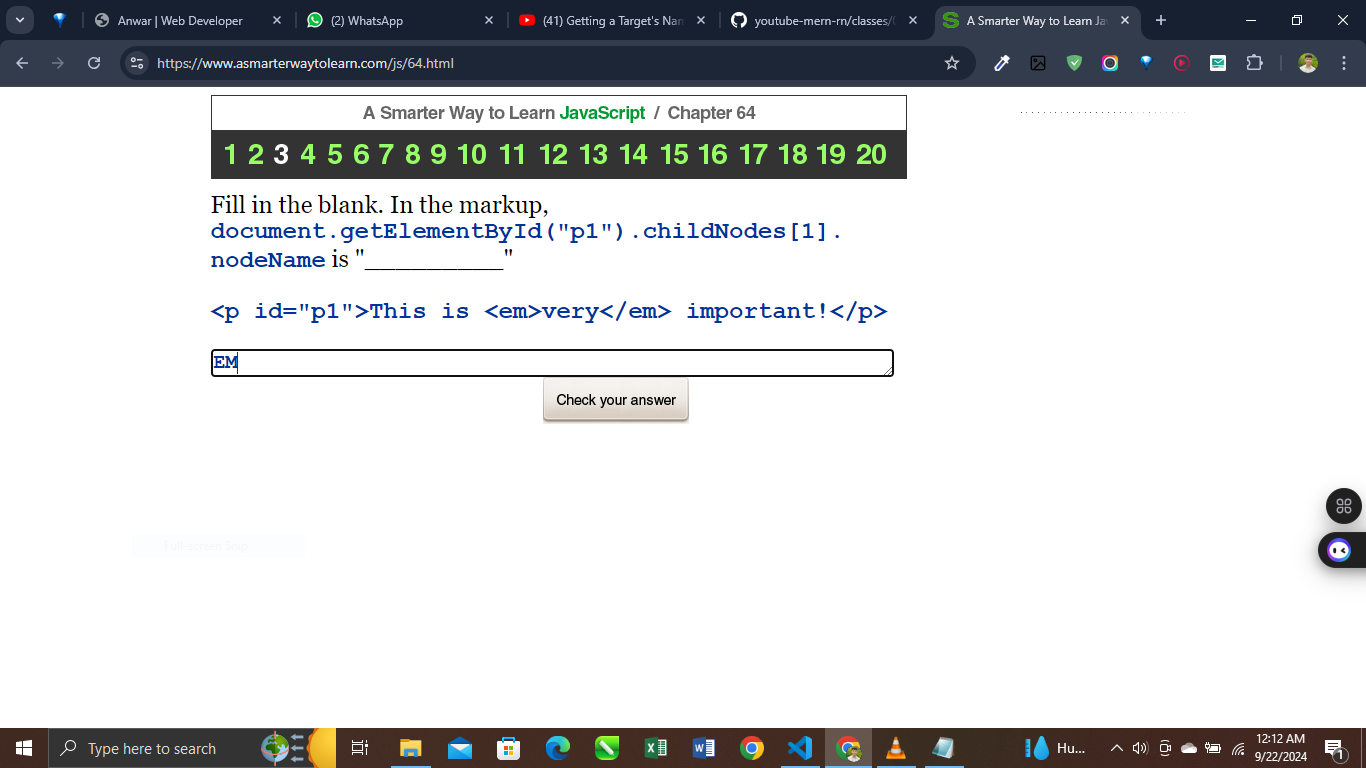 Anwar | Web Developer
(2) WhatsApp
(41) Getting a Target's Nam
youtube-mern-rn/classes/
A Smarter Way to Learn Ja
https://www.asmarterwaytolearn.com/js/64.html
A Smarter Way to Learn JavaScript / Chapter 64
1 2 3 4 5 6 7 8 9 10 11 12 13 14 15 16 17 18 19 20
Fill in the blank. In the markup,
document.getElementById("p1").childNodes[1].
nodeName is "__________"
<p id="p1">This is <em>very</em> important!</p>
EM
Check your answer
Full-screen Snip
Type here to search
Hu...
12:12 AM
9/22/2024
1